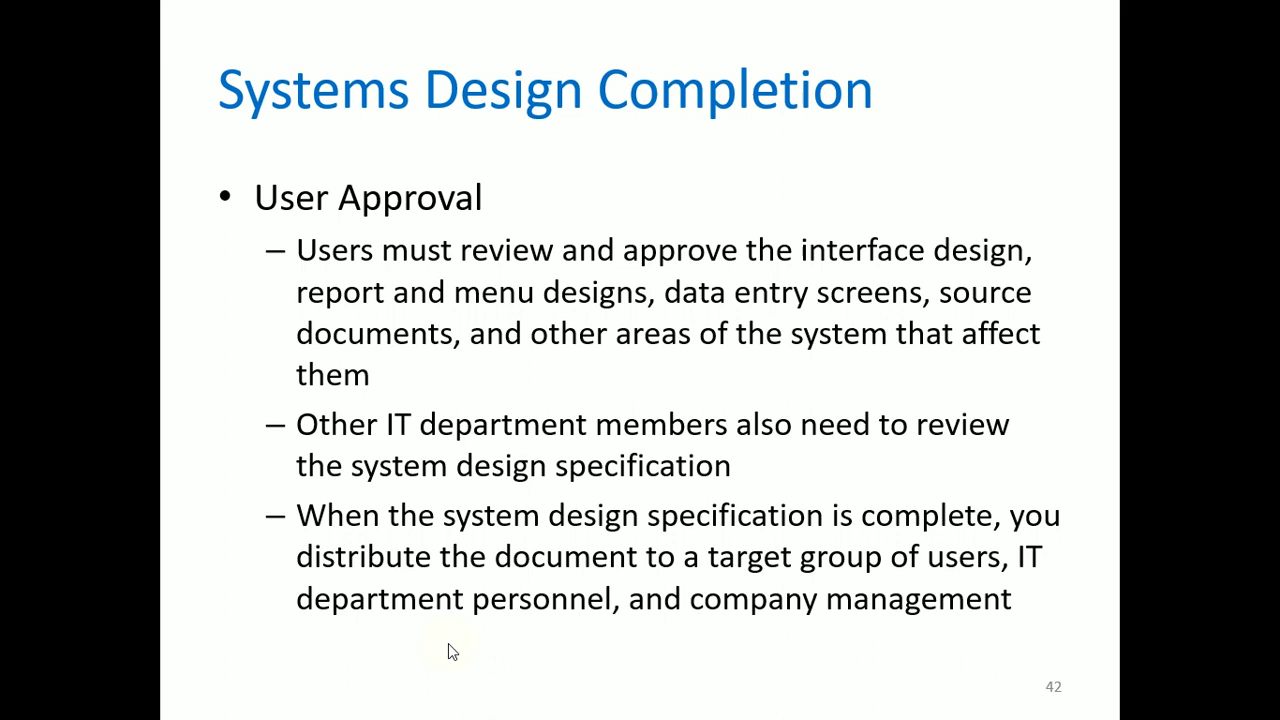 Systems Design Completion
• User Approval
– Users must review and approve the interface design,
report and menu designs, data entry screens, source
documents, and other areas of the system that affect
them
– Other IT department members also need to review
the system design specification
– When the system design specification is complete, you
distribute the document to a target group of users, IT
department personnel, and company management
42